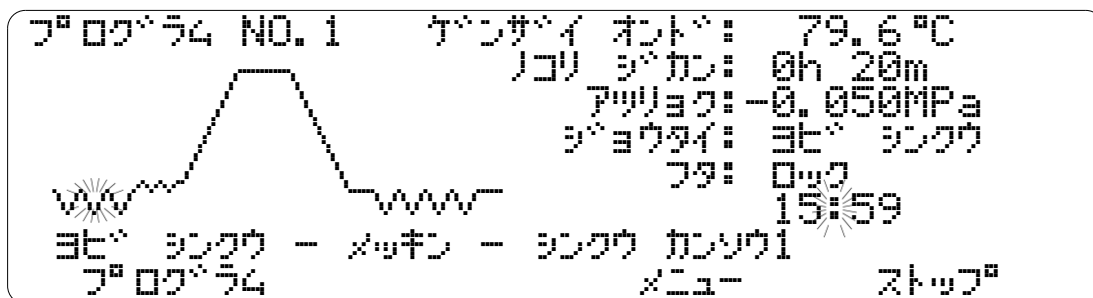 プログラム NO. 1 ゲンザイ オンド: 79.6℃
ノコリ ジカン: 0h 20m
アツリョク:-0.050MPa
ジョウタイ: ヨビ シンクウ
フタ: ロック
15:59
ヨビ シンクウ - メッキン - シンクウ カンソウ1
プログラム メニュー ストップ